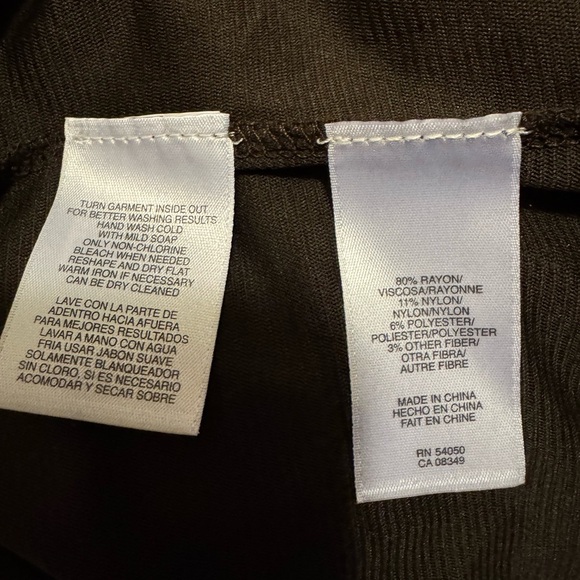 TURN GARMENT INSIDE OUT
FOR BETTER WASHING RESULTS
HAND WASH COLD
WITH MILD SOAP
ONLY NON-CHLORINE
BLEACH WHEN NEEDED
RESHAPE AND DRY FLAT
WARM IRON IF NECESSARY
CAN BE DRY CLEANED
LAVE CON LA PARTE DE
ADENTRO HACIA AFUERA
PARA MEJORES RESULTADOS
LAVAR A MANO CON AGUA
FRIA USAR JABON SUAVE
SOLAMENTE BLANQUEADOR
SIN CLORO, SI ES NECESARIO
ACOMODAR Y SECAR SOBRE
80% RAYON/
VISCOSA/RAYONNE
11% NYLON/
NYLON/NYLON
6% POLYESTER/
POLIESTER/POLYESTER
3% OTHER FIBER/
OTRA FIBRA/
AUTRE FIBRE
MADE IN CHINA
HECHO EN CHINA
FAIT EN CHINE
RN 54050
CA 08349